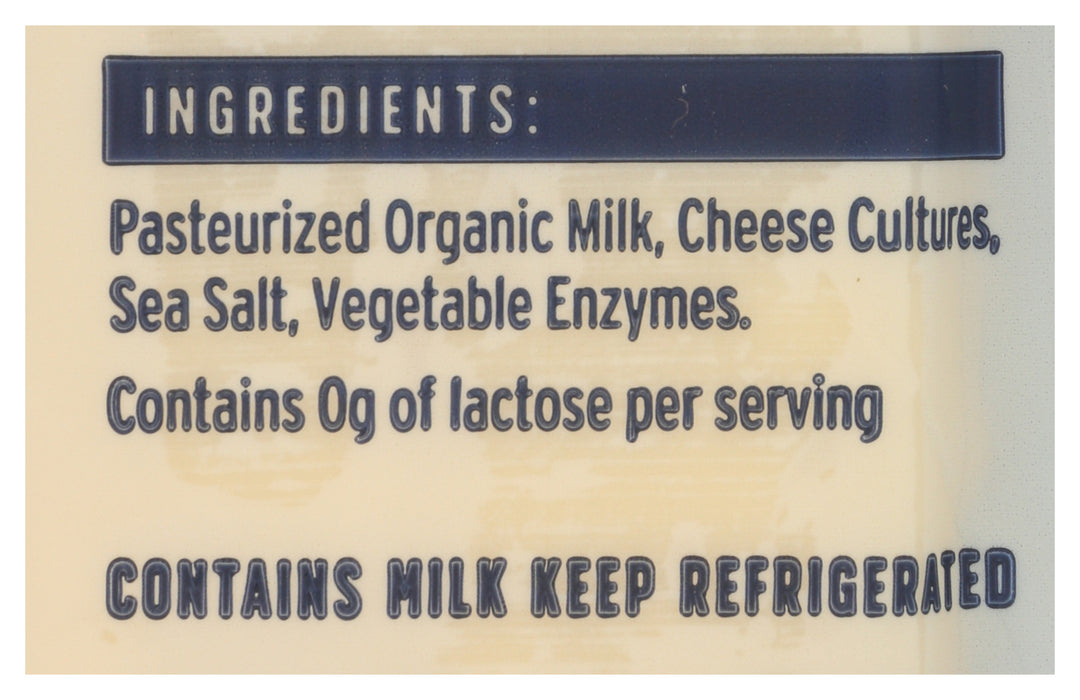 INGREDIENTS:
Pasteurized Organic Milk, Cheese Cultures,
Sea Salt, Vegetable Enzymes.
Contains 0g of lactose per serving
CONTAINS MILK KEEP REFRIGERATED